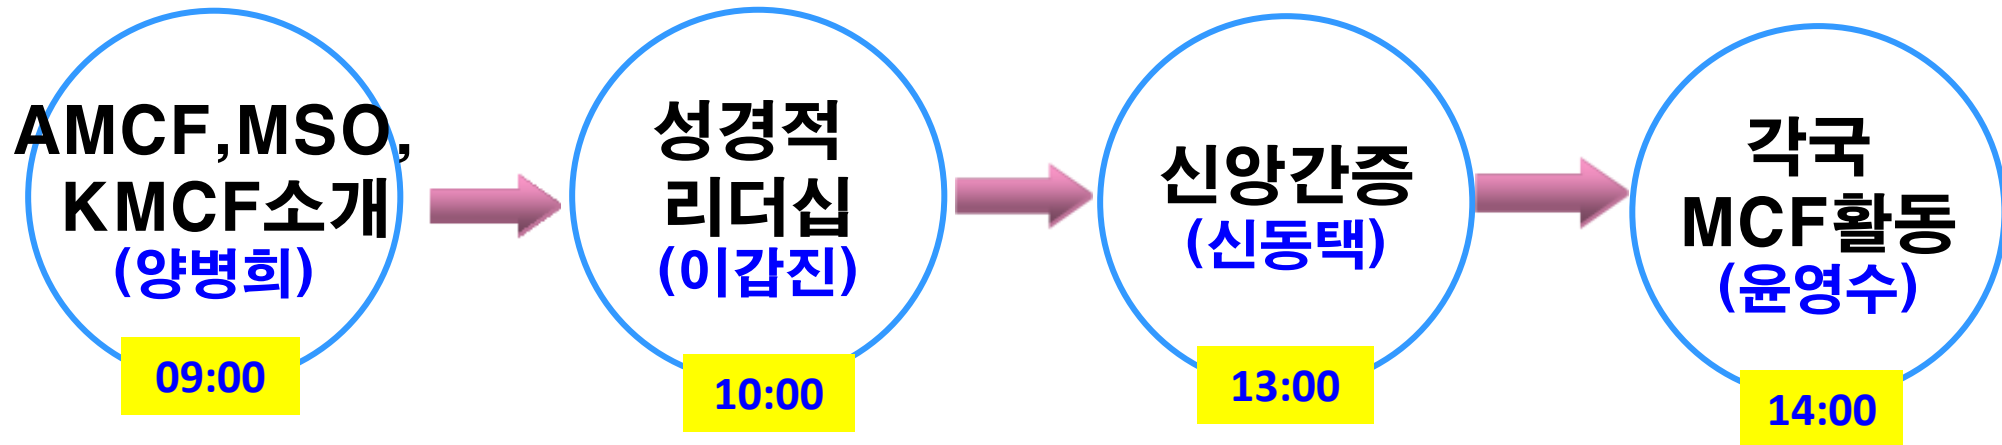 AMCF,MSO,
KMCF소개
(양병희)
09:00
성경적
리더십
(이갑진)
10:00
신앙간증
(신동택)
13:00
각국
MCF활동
(윤영수)
14:00